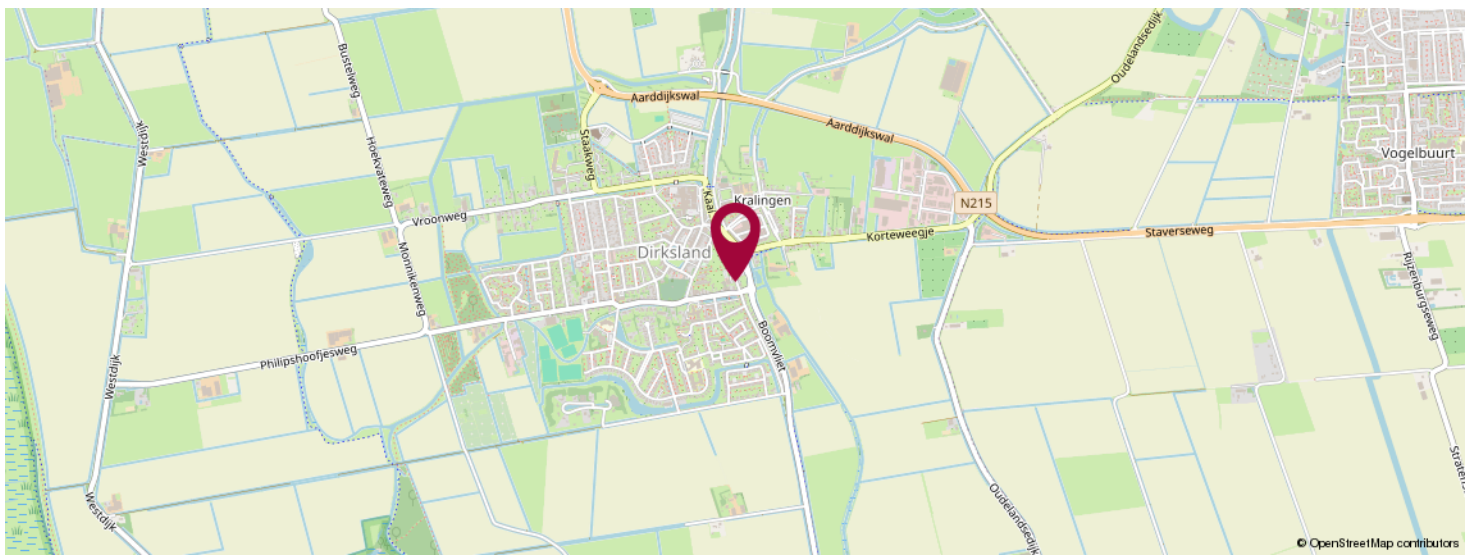 Bustelweg
Oudelandsedijk
Aarddijkswal
Aarddijkswal
Westdijk
Hoekvateweg
Staakweg
Vogelbuurt
Kaai
Kralingen
N215
Vroonweg
Korteweegje
Staverseweg
Dirksland
Monnikenweg
Rijzenburgseweg
Boomvliet
Philipshoofjesweg
Westdijk
Westdijk
Oudelandsedijk
Straten
© OpenStreetMap contributors